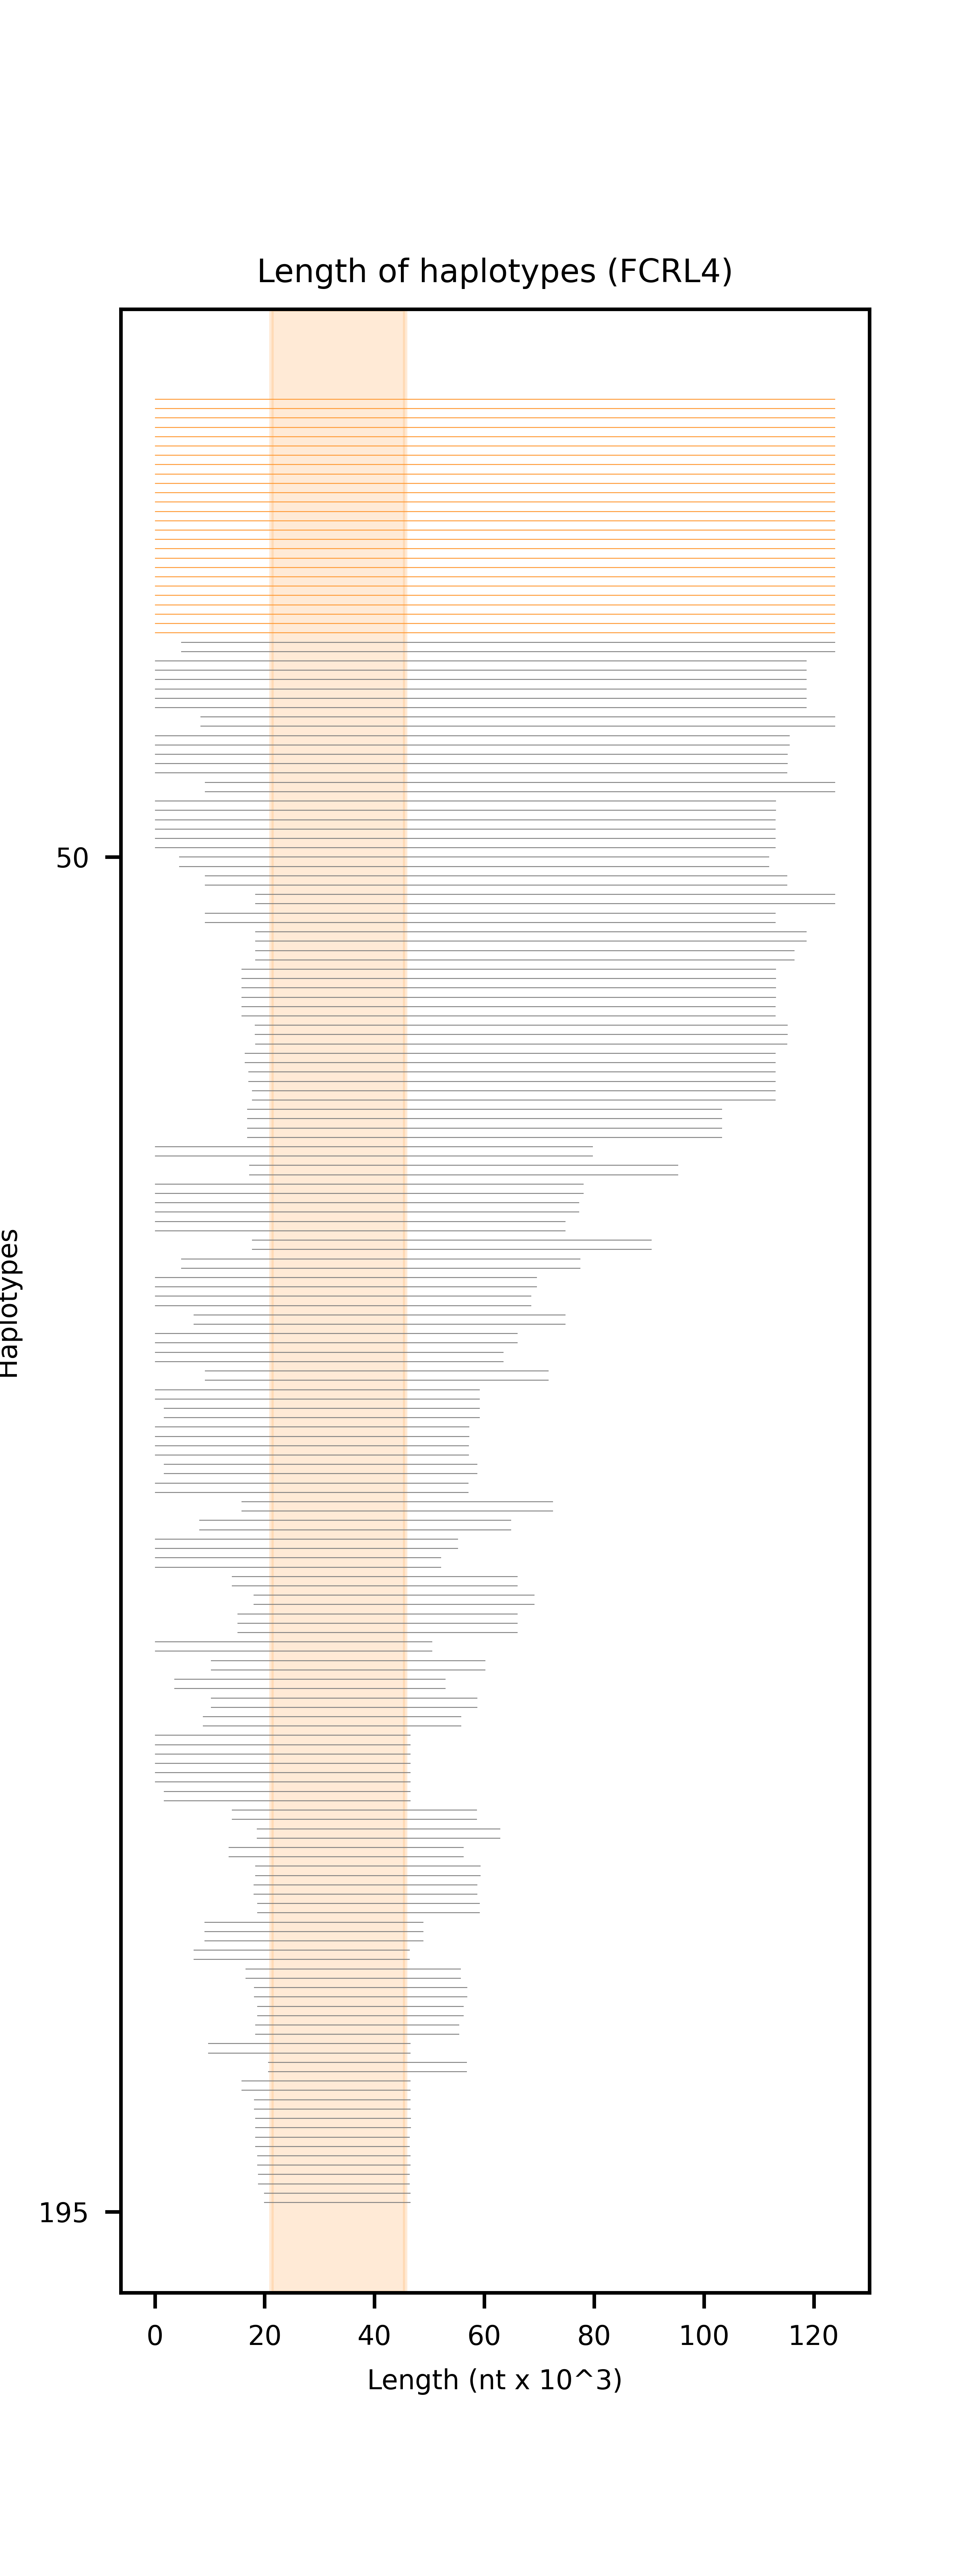 Length of haplotypes (FCRL4)
50
Haplotypes
195
0 20 40 60 80 100 120
Length (nt x 10^3)